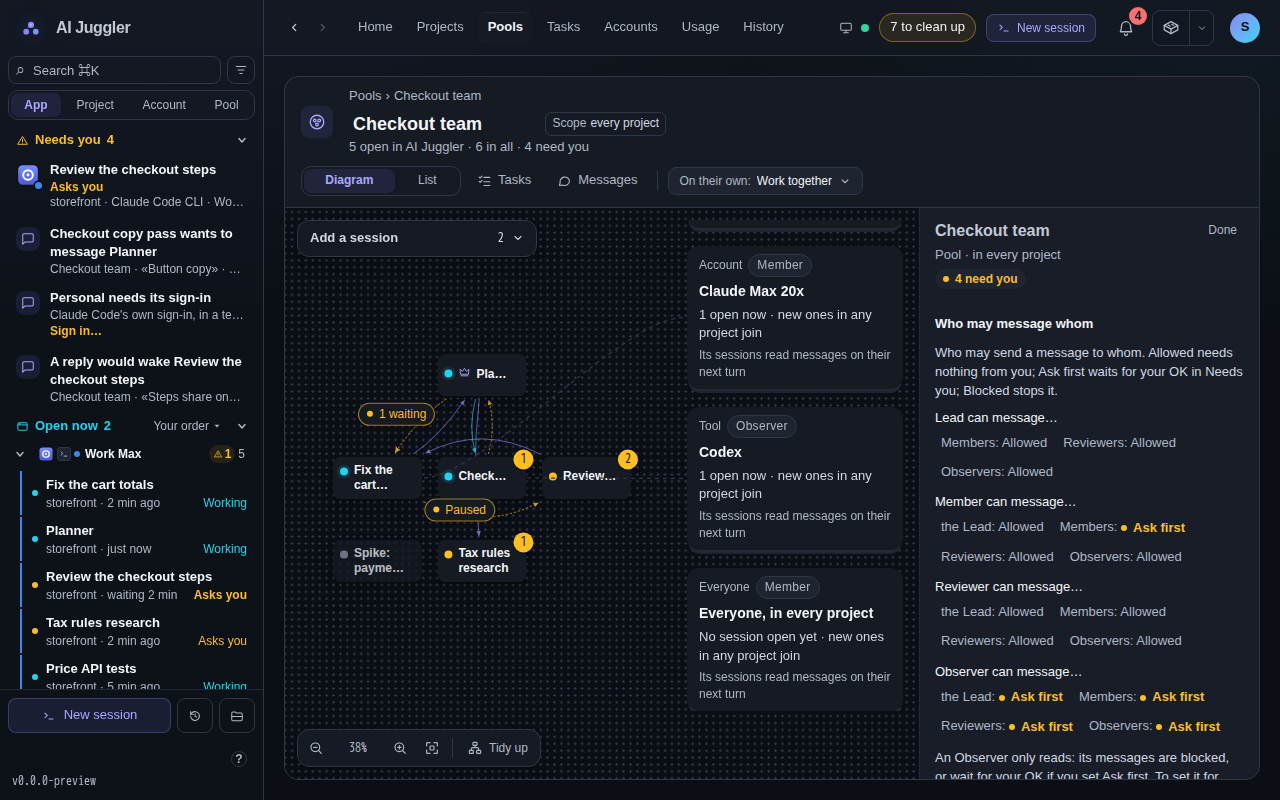 AI Juggler
Search ⌘K
App Project Account Pool
Needs you 4
Review the checkout steps
Asks you
storefront · Claude Code CLI · Wo…
Checkout copy pass wants to
message Planner
Checkout team · «Button copy» · …
Personal needs its sign-in
Claude Code's own sign-in, in a te…
Sign in…
A reply would wake Review the
checkout steps
Checkout team · «Steps share on…
Open now 2 Your order
Work Max 1 5
Fix the cart totals
storefront · 2 min ago Working
Planner
storefront · just now Working
Review the checkout steps
storefront · waiting 2 min Asks you
Tax rules research
storefront · 2 min ago Asks you
Price API tests
storefront · 5 min ago Working
New session
?
v0.0.0-preview
Home Projects Pools Tasks Accounts Usage History
7 to clean up
New session
4
S
Pools › Checkout team
Checkout team
Scope every project
5 open in AI Juggler · 6 in all · 4 need you
Diagram List Tasks Messages
On their own: Work together
Add a session 2
Pla…
1 waiting
Fix the
cart…
Check…
1
Review…
2
Paused
Spike:
payme…
Tax rules
research
1
Account Member
Claude Max 20x
1 open now · new ones in any
project join
Its sessions read messages on their
next turn
Tool Observer
Codex
1 open now · new ones in any
project join
Its sessions read messages on their
next turn
Everyone Member
Everyone, in every project
No session open yet · new ones
in any project join
Its sessions read messages on their
next turn
38%
Tidy up
Checkout team Done
Pool · in every project
4 need you
Who may message whom
Who may send a message to whom. Allowed needs
nothing from you; Ask first waits for your OK in Needs
you; Blocked stops it.
Lead can message…
Members: Allowed Reviewers: Allowed
Observers: Allowed
Member can message…
the Lead: Allowed Members: Ask first
Reviewers: Allowed Observers: Allowed
Reviewer can message…
the Lead: Allowed Members: Allowed
Reviewers: Allowed Observers: Allowed
Observer can message…
the Lead: Ask first Members: Ask first
Reviewers: Ask first Observers: Ask first
An Observer only reads: its messages are blocked,
or wait for your OK if you set Ask first. To set it for